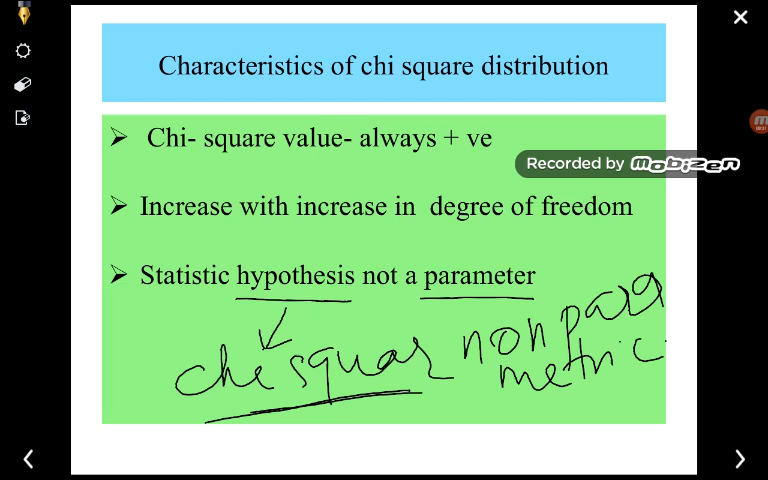 Characteristics of chi square distribution
➢ Chi- square value- always + ve
Recorded by mobizen
➢ Increase with increase in degree of freedom
➢ Statistic hypothesis not a parameter
chi squar non para
metric